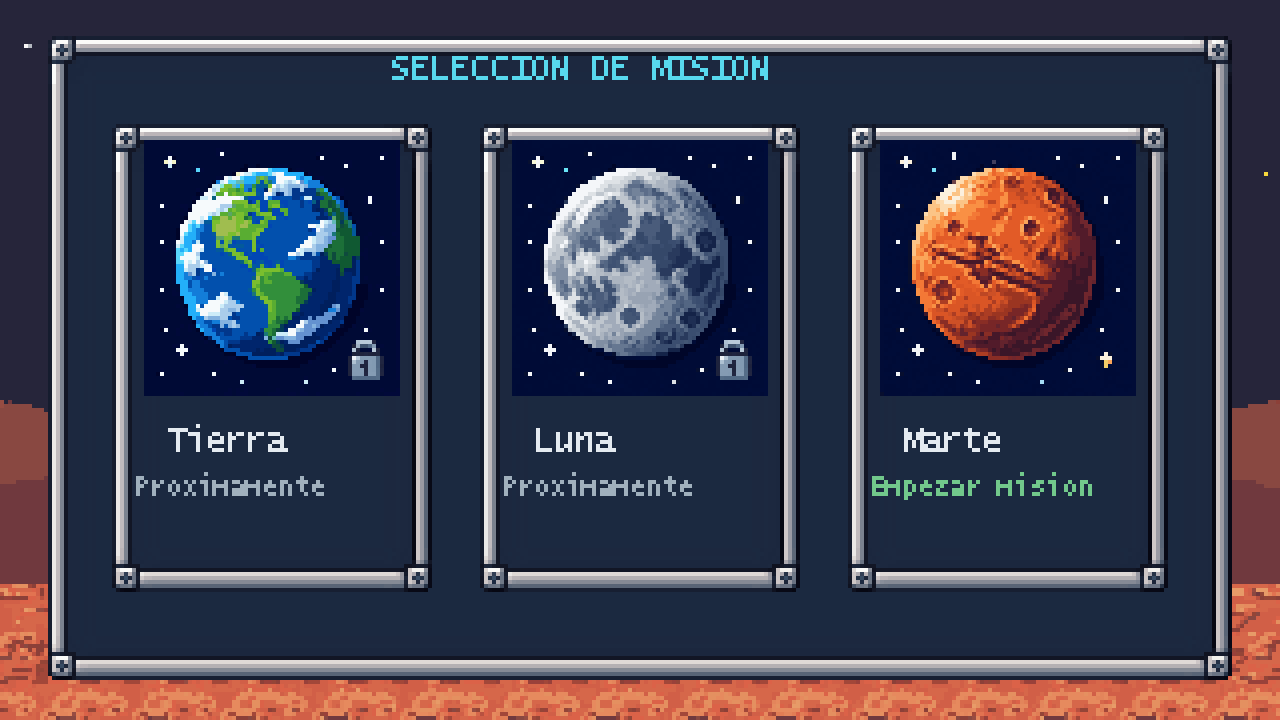 SELECCION DE MISION
Tierra
Proximamente
Luna
Proximamente
Marte
Empezar mision